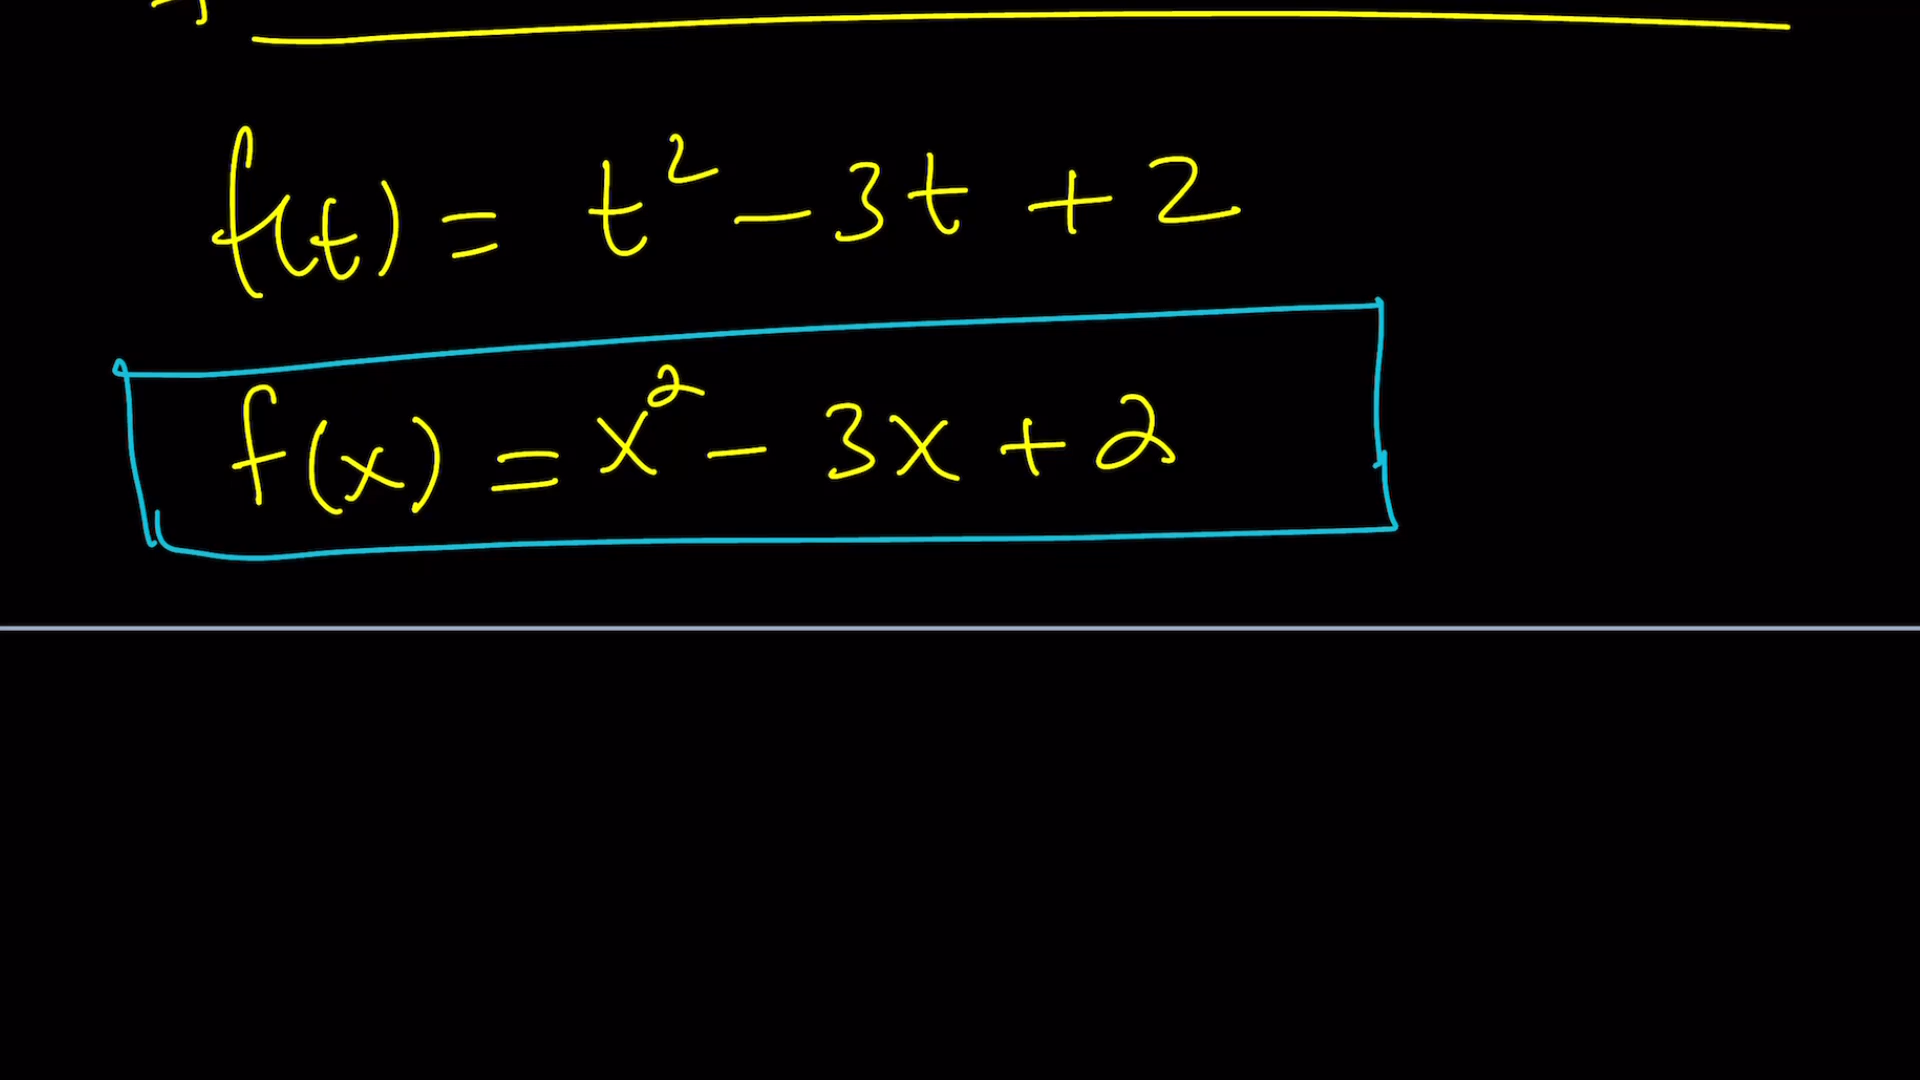 f(t) = t² - 3t + 2
f(x) = x² - 3x + 2